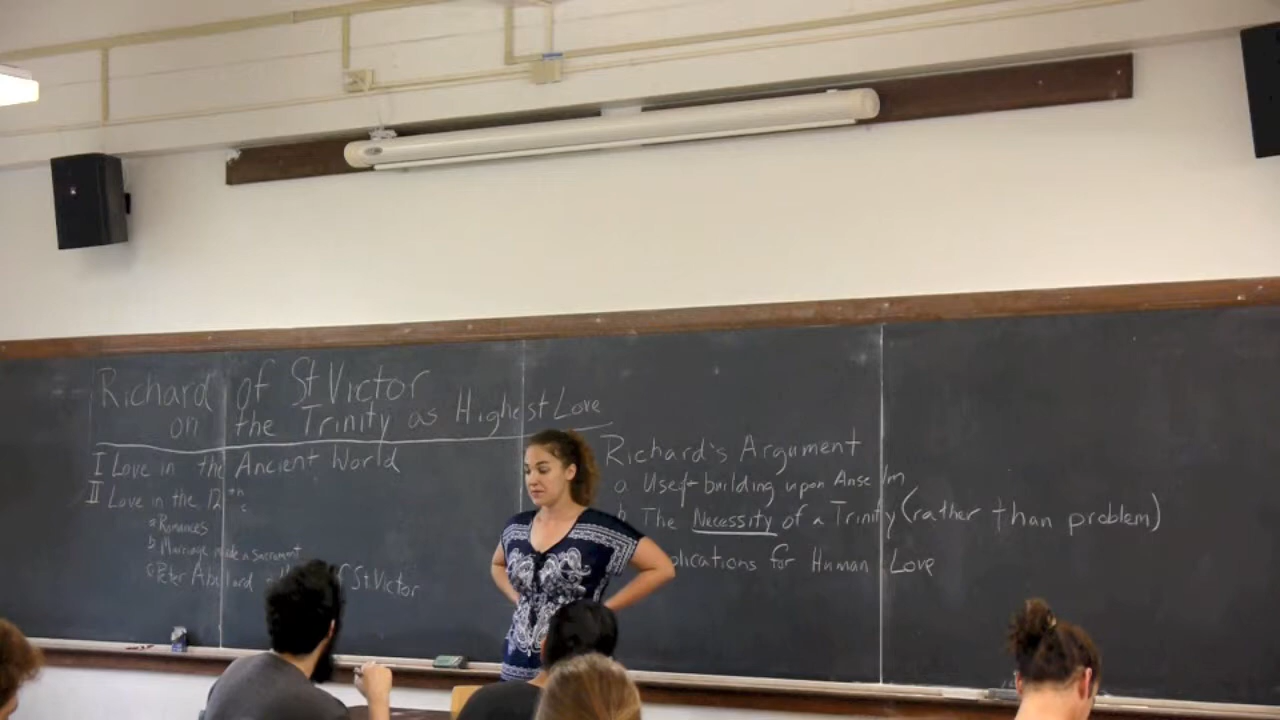 Richard of St Victor
on the Trinity as Highest Love
I Love in the Ancient World
II Love in the 12th c
a Romances
b Marriage made a Sacrament
c Peter Abelard St. Victor
Richard's Argument
a. Use building upon Anselm
b The Necessity of a Trinity (rather than problem)
plications for Human Love